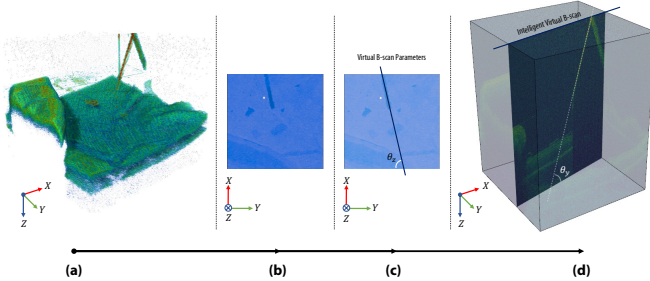 Intelligent Virtual B-scan
Virtual B-scan Parameters
θz
θy
X
Y
Z
X
Z
Y
X
Z
Y
X
Y
Z
(a)
(b)
(c)
(d)